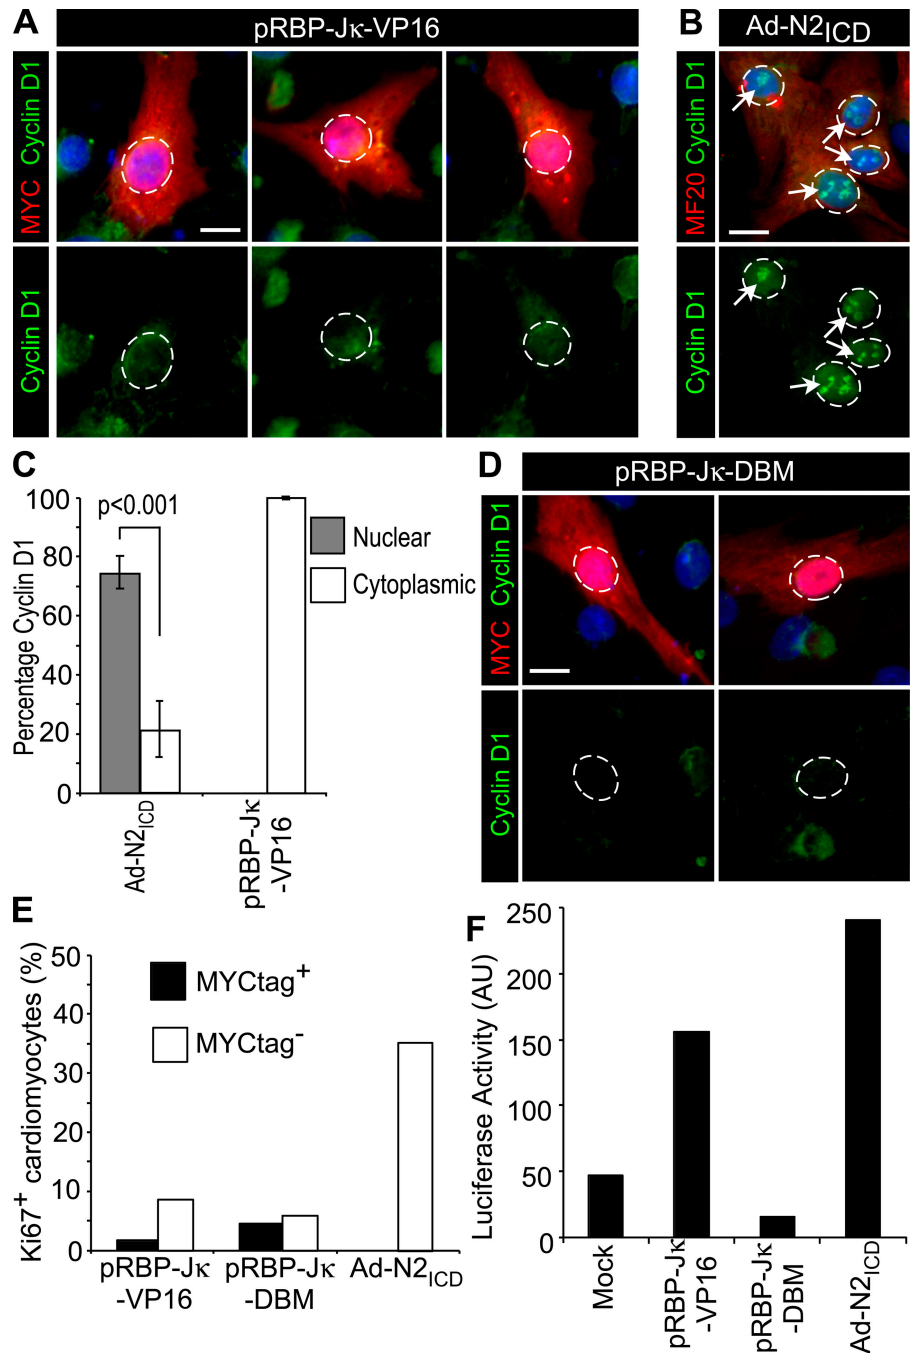 A
pRBP-Jκ-VP16
MYC Cyclin D1
Cyclin D1
B
Ad-N2ICD
MF20 Cyclin D1
Cyclin D1
C
Percentage Cyclin D1
100
80
60
40
20
0
p<0.001
Nuclear
Cytoplasmic
Ad-N2ICD
pRBP-Jκ
-VP16
D
pRBP-Jκ-DBM
MYC Cyclin D1
Cyclin D1
E
Ki67+ cardiomyocytes (%)
50
40
30
20
10
0
MYCtag+
MYCtag-
pRBP-Jκ
-VP16
pRBP-Jκ
-DBM
Ad-N2ICD
F
Luciferase Activity (AU)
250
200
150
100
50
0
Mock
pRBP-Jκ
-VP16
pRBP-Jκ
-DBM
Ad-N2ICD